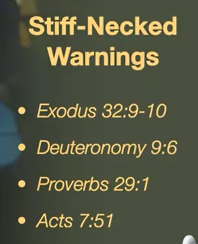 Stiff-Necked
Warnings
• Exodus 32:9-10
• Deuteronomy 9:6
• Proverbs 29:1
• Acts 7:51